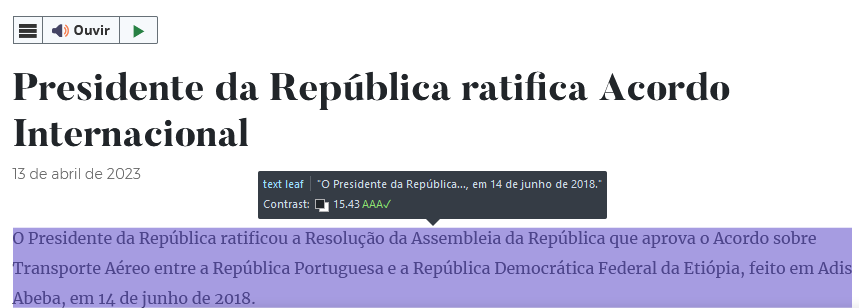 Ouvir
Presidente da República ratifica Acordo
Internacional
13 de abril de 2023
text leaf "O Presidente da República..., em 14 de junho de 2018."
Contrast: 15.43 AAA✓
O Presidente da República ratificou a Resolução da Assembleia da República que aprova o Acordo sobre
Transporte Aéreo entre a República Portuguesa e a República Democrática Federal da Etiópia, feito em Adis
Abeba, em 14 de junho de 2018.